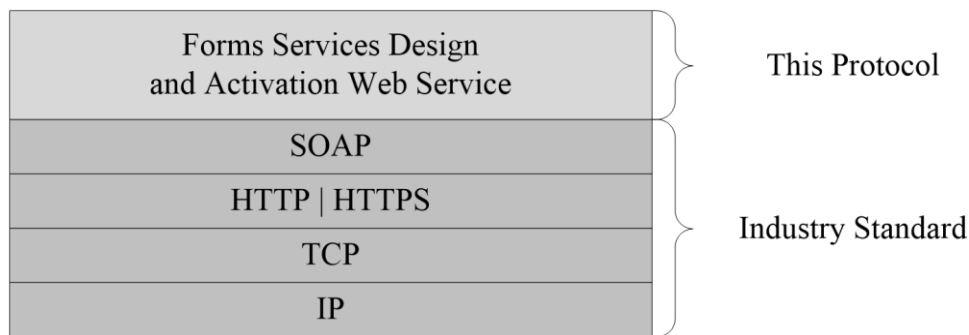 Forms Services Design
and Activation Web Service
This Protocol
SOAP
HTTP | HTTPS
TCP
IP
Industry Standard